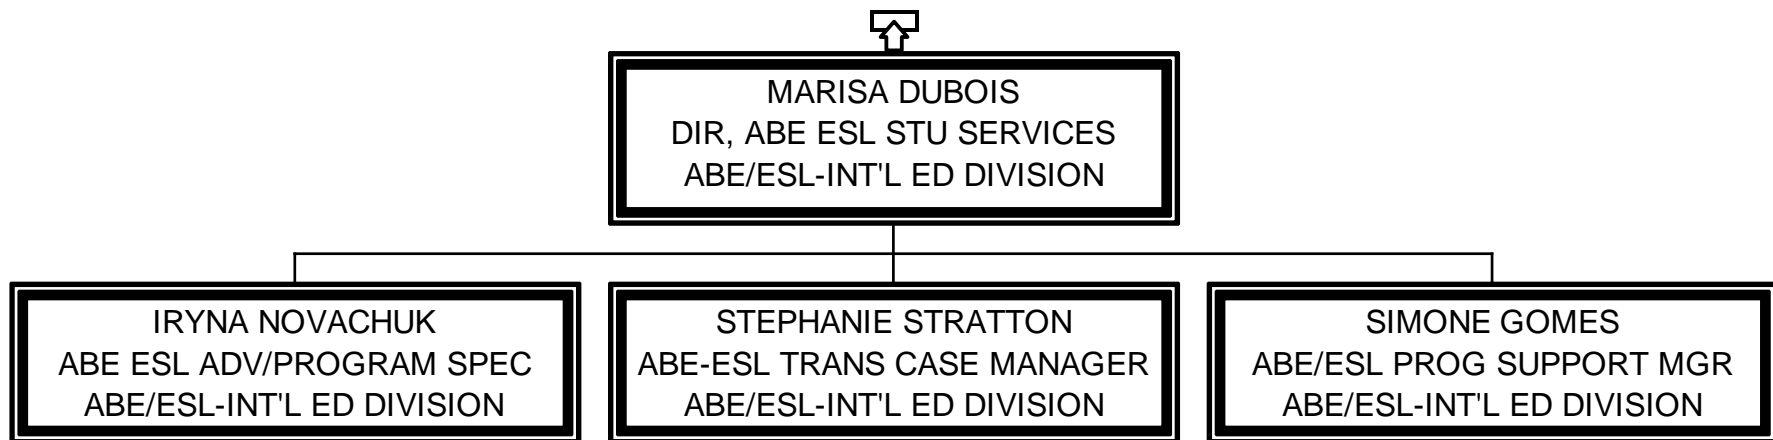 MARISA DUBOIS
DIR, ABE ESL STU SERVICES
ABE/ESL-INT'L ED DIVISION
IRYNA NOVACHUK
ABE ESL ADV/PROGRAM SPEC
ABE/ESL-INT'L ED DIVISION
STEPHANIE STRATTON
ABE-ESL TRANS CASE MANAGER
ABE/ESL-INT'L ED DIVISION
SIMONE GOMES
ABE/ESL PROG SUPPORT MGR
ABE/ESL-INT'L ED DIVISION